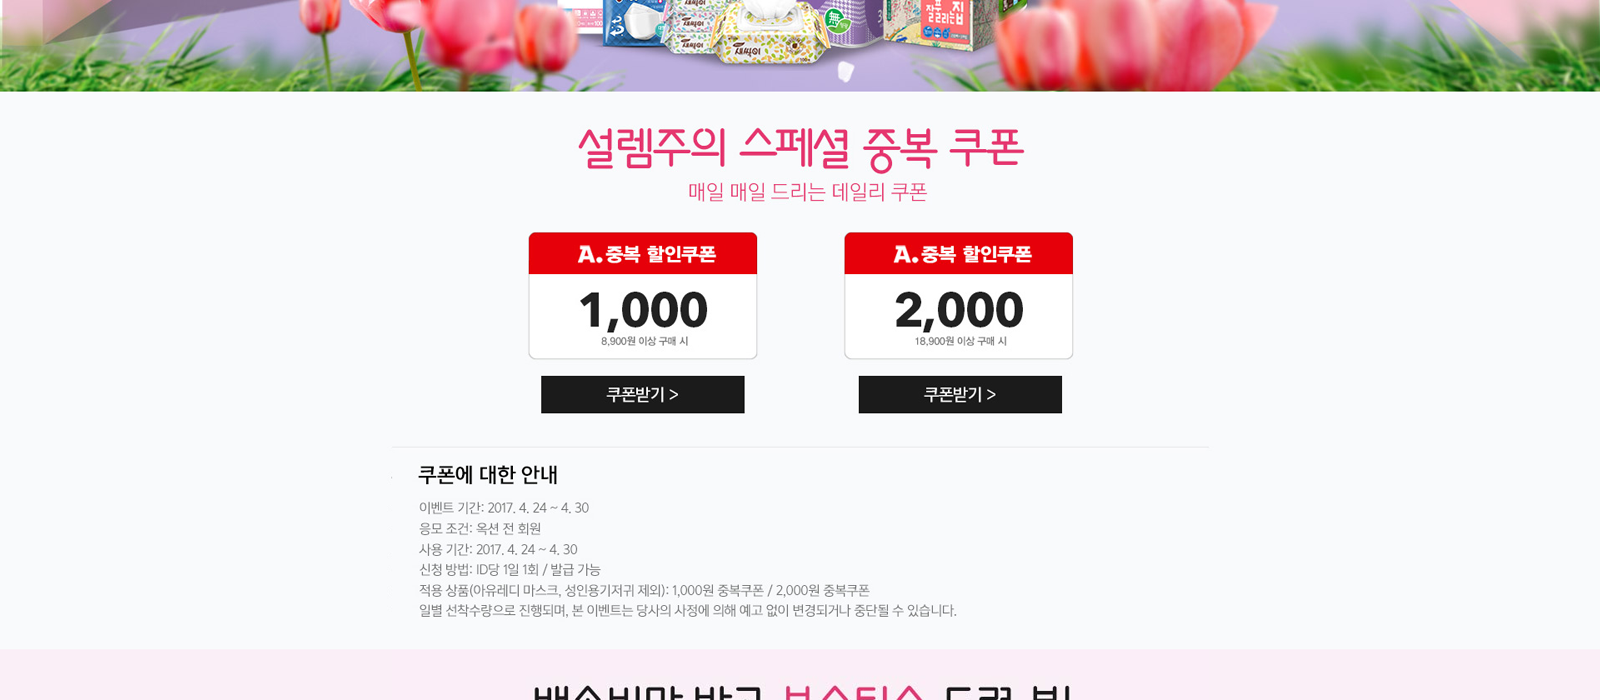 잘풀리는집
無
새찜이
설렘주의 스페셜 중복 쿠폰
매일 매일 드리는 데일리 쿠폰
A. 중복 할인쿠폰
1,000
8,900원 이상 구매 시
쿠폰받기 >
A. 중복 할인쿠폰
2,000
18,900원 이상 구매 시
쿠폰받기 >
쿠폰에 대한 안내
이벤트 기간: 2017. 4. 24 ~ 4. 30
응모 조건: 옥션 전 회원
사용 기간: 2017. 4. 24 ~ 4. 30
신청 방법: ID당 1일 1회 / 발급 가능
적용 상품(아유레디 마스크, 성인용기저귀 제외): 1,000원 중복쿠폰 / 2,000원 중복쿠폰
일별 선착수량으로 진행되며, 본 이벤트는 당사의 사정에 의해 예고 없이 변경되거나 중단될 수 있습니다.